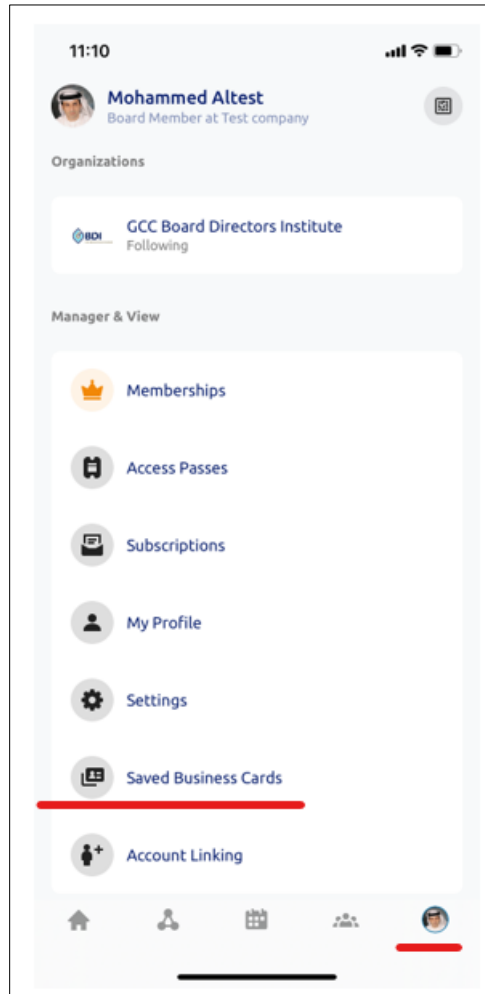 11:10
Mohammed Altest
Board Member at Test company
Organizations
BDI
GCC Board Directors Institute
Following
Manager & View
Memberships
Access Passes
Subscriptions
My Profile
Settings
Saved Business Cards
Account Linking